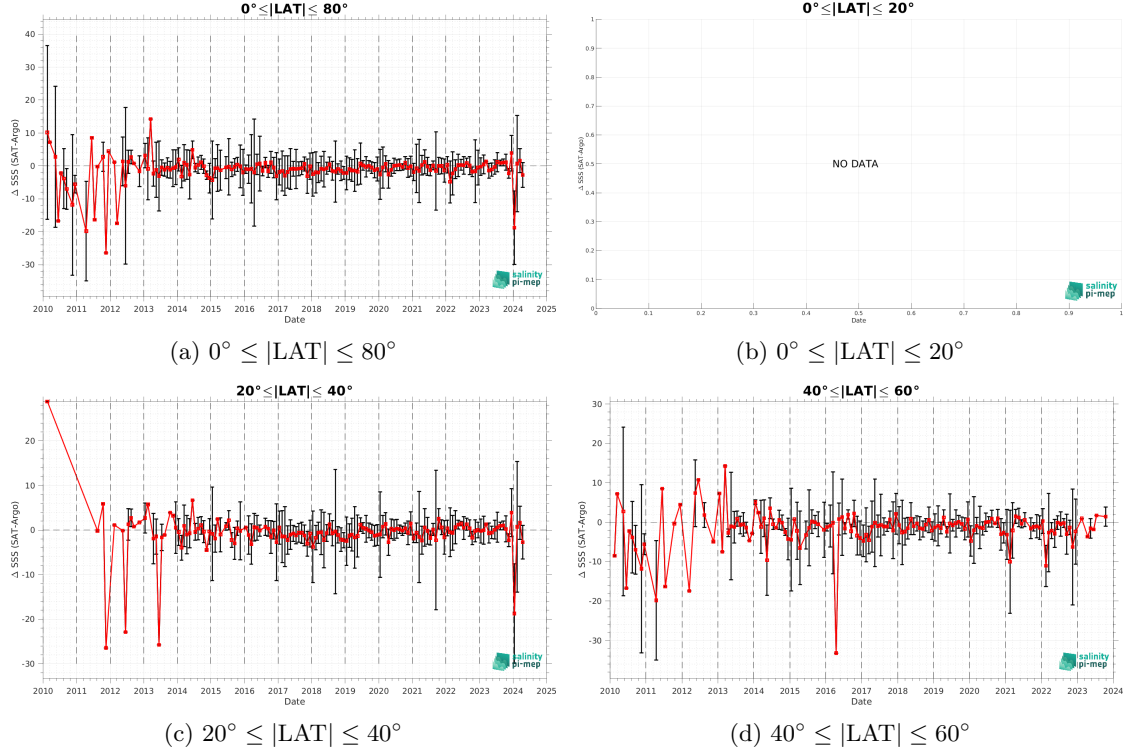 0°≤|LAT|≤ 80°
Δ SSS (SAT-Argo)
40
30
20
10
0
-10
-20
-30
2010 2011 2012 2013 2014 2015 2016 2017 2018 2019 2020 2021 2022 2023 2024 2025
Date
salinity
pi-mep
(a) 0° ≤ |LAT| ≤ 80°
0°≤|LAT|≤ 20°
Δ SSS (SAT-Argo)
1
0.9
0.8
0.7
0.6
0.5
0.4
0.3
0.2
0.1
0
NO DATA
0 0.1 0.2 0.3 0.4 0.5 0.6 0.7 0.8 0.9 1
Date
salinity
pi-mep
(b) 0° ≤ |LAT| ≤ 20°
20°≤|LAT|≤ 40°
Δ SSS (SAT-Argo)
20
10
0
-10
-20
-30
2010 2011 2012 2013 2014 2015 2016 2017 2018 2019 2020 2021 2022 2023 2024 2025
Date
salinity
pi-mep
(c) 20° ≤ |LAT| ≤ 40°
40°≤|LAT|≤ 60°
Δ SSS (SAT-Argo)
30
20
10
0
-10
-20
-30
2010 2011 2012 2013 2014 2015 2016 2017 2018 2019 2020 2021 2022 2023 2024
Date
salinity
pi-mep
(d) 40° ≤ |LAT| ≤ 60°